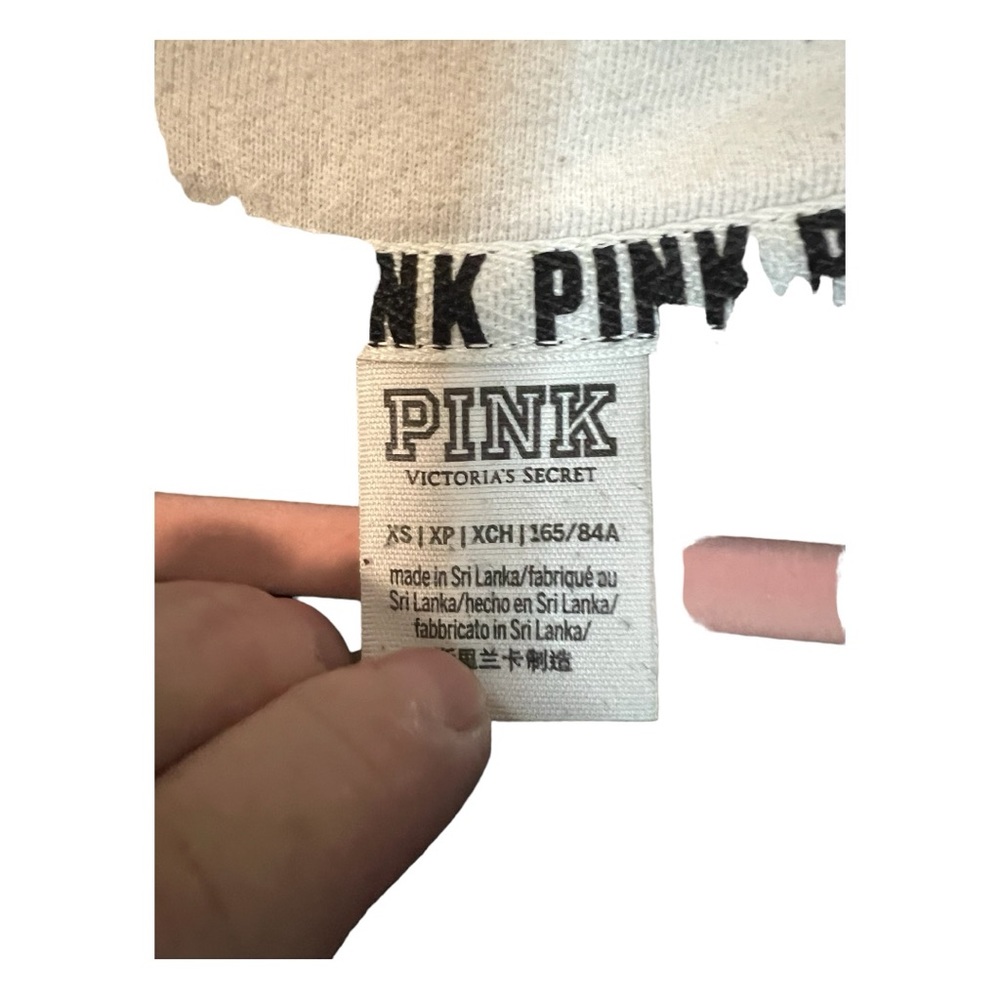 NK PINK P
PINK
VICTORIA'S SECRET
XS | XP | XCH | 165/84A
made in Sri Lanka/fabriqué au
Sri Lanka/hecho en Sri Lanka/
fabbricato in Sri Lanka/
里兰卡制造